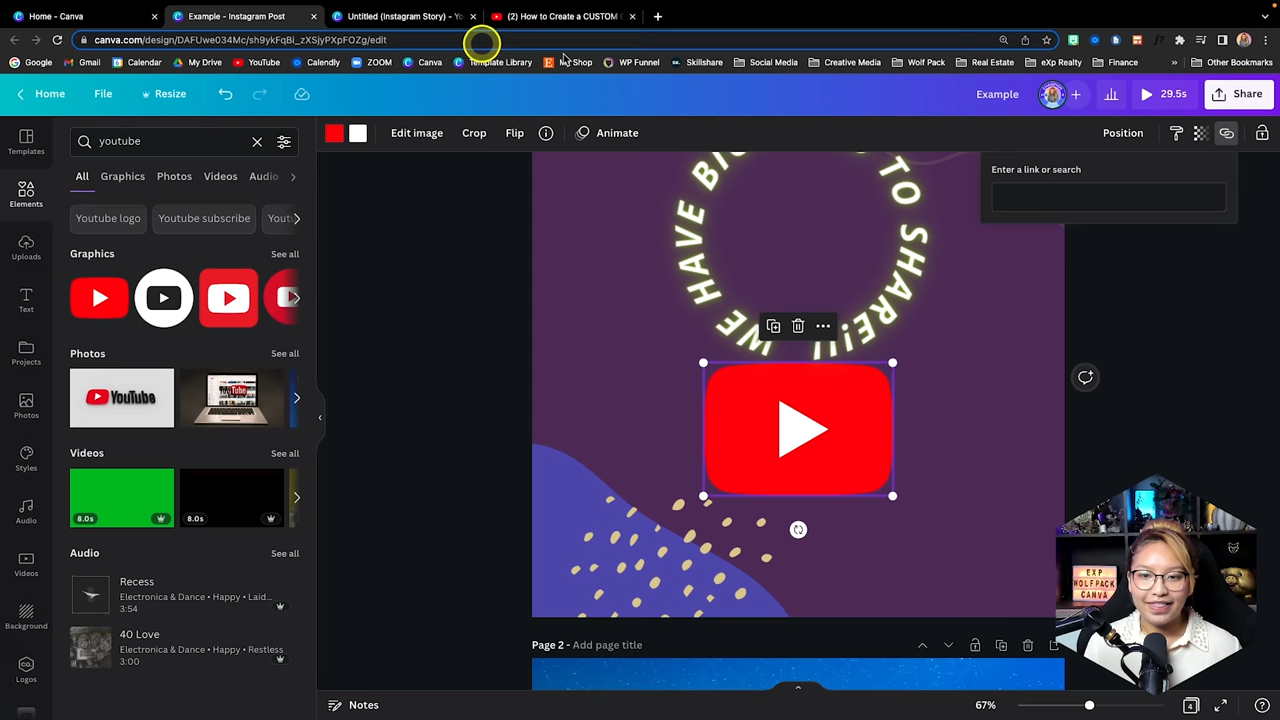 Home - Canva
Example - Instagram Post
Untitled (Instagram Story) - Yo
(2) How to Create a CUSTOM
canva.com/design/DAFUwe034Mc/sh9ykFqBi_zXSjyPXpFOZg/edit
Google
Gmail
Calendar
My Drive
YouTube
Calendly
ZOOM
Canva
Template Library
My Shop
WP Funnel
Skillshare
Social Media
Creative Media
Wolf Pack
Real Estate
eXp Realty
Finance
Other Bookmarks
Home
File
Resize
Example
29.5s
Share
Templates
Elements
Uploads
Text
Projects
Photos
Styles
Audio
Videos
Background
Logos
youtube
All
Graphics
Photos
Videos
Audio
Youtube logo
Youtube subscribe
Graphics
See all
Photos
See all
YouTube
Videos
See all
8.0s
8.0s
Audio
See all
Recess
Electronica & Dance • Happy • Laid...
3:54
40 Love
Electronica & Dance • Happy • Restless
3:00
Edit image
Crop
Flip
Animate
Position
Enter a link or search
WE HAVE BIG TO SHARE!!
Page 2 - Add page title
EXP
WOLFPACK
CANVA
Notes
67%
4